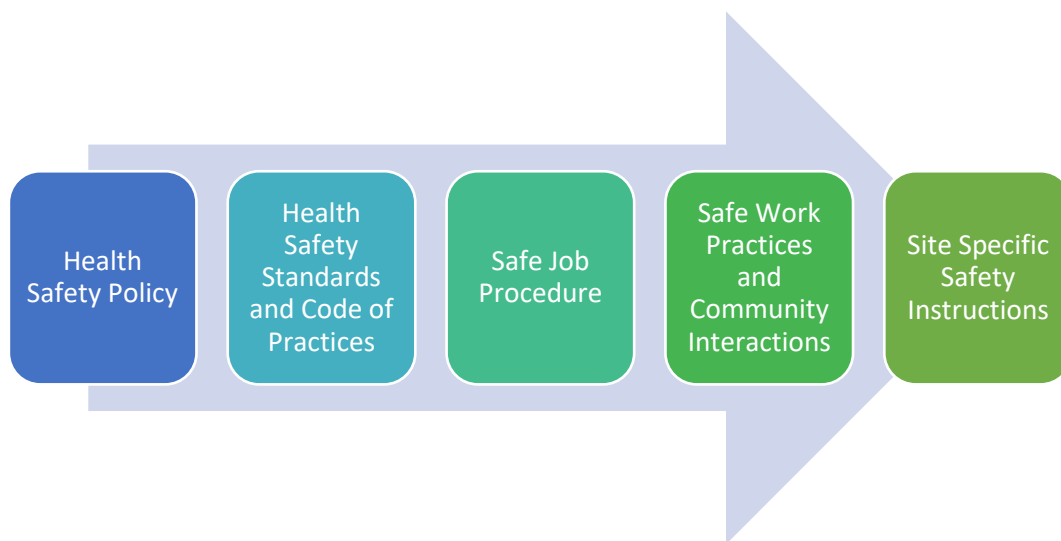 Health
Safety Policy
Health
Safety
Standards
and Code of
Practices
Safe Job
Procedure
Safe Work
Practices
and
Community
Interactions
Site Specific
Safety
Instructions